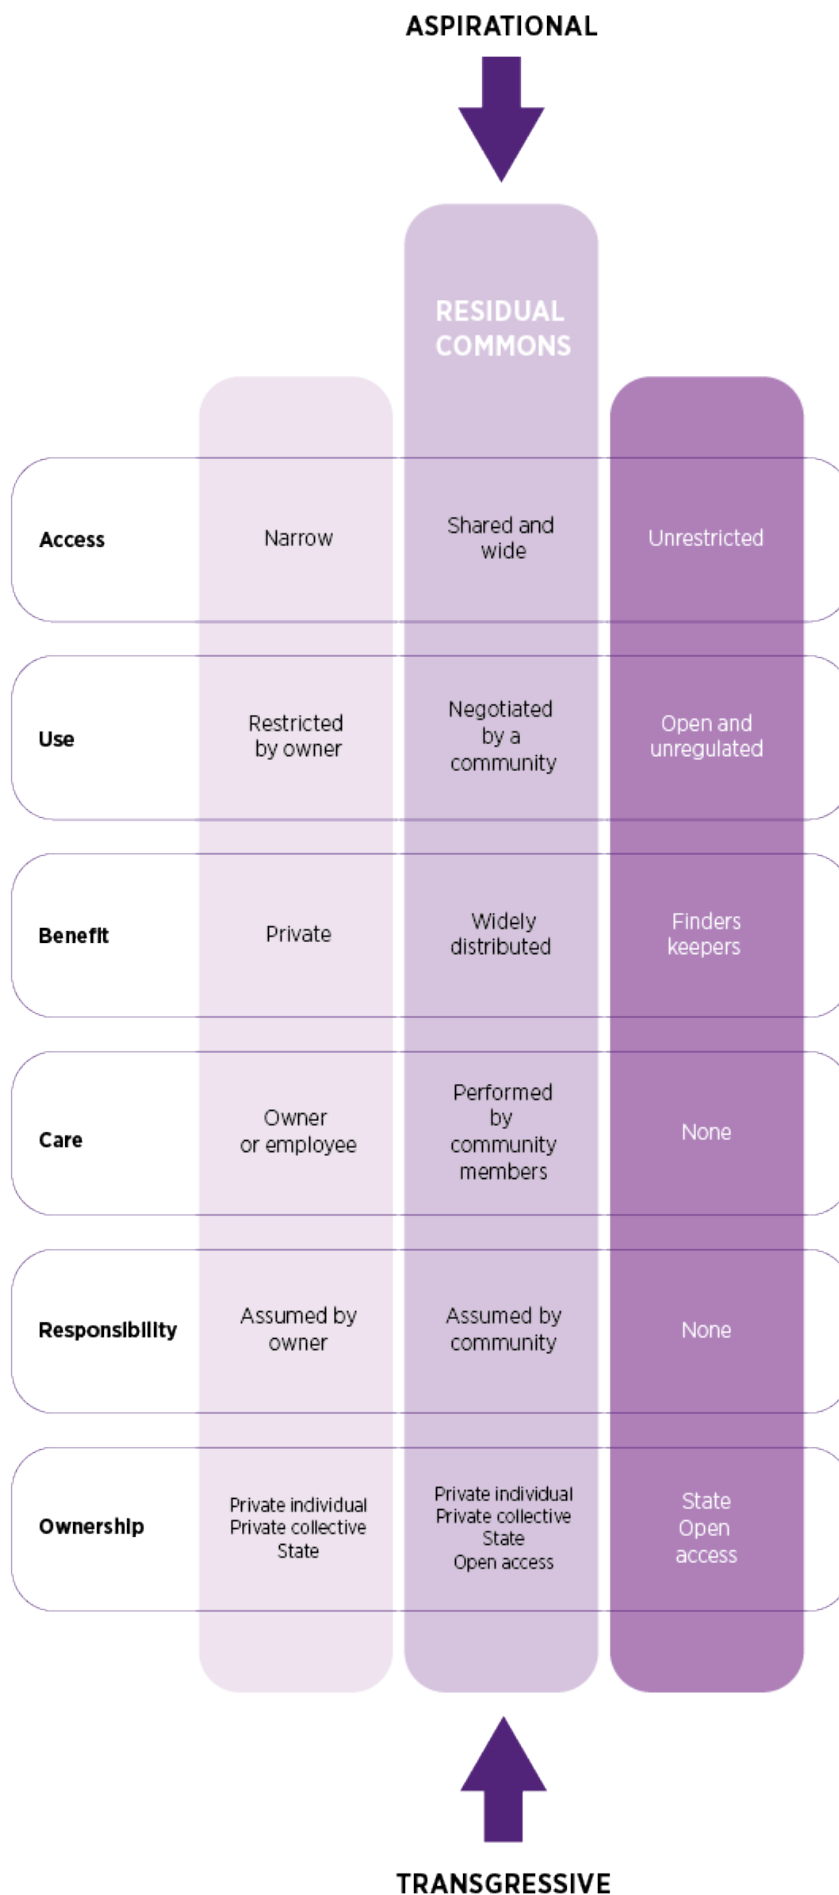 ASPIRATIONAL
RESIDUAL
COMMONS
Access
Narrow
Shared and
wide
Unrestricted
Use
Restricted
by owner
Negotiated
by a
community
Open and
unregulated
Benefit
Private
Widely
distributed
Finders
keepers
Care
Owner
or employee
Performed
by
community
members
None
Responsibility
Assumed by
owner
Assumed by
community
None
Ownership
Private individual
Private collective
State
Private individual
Private collective
State
Open access
State
Open
access
TRANSGRESSIVE